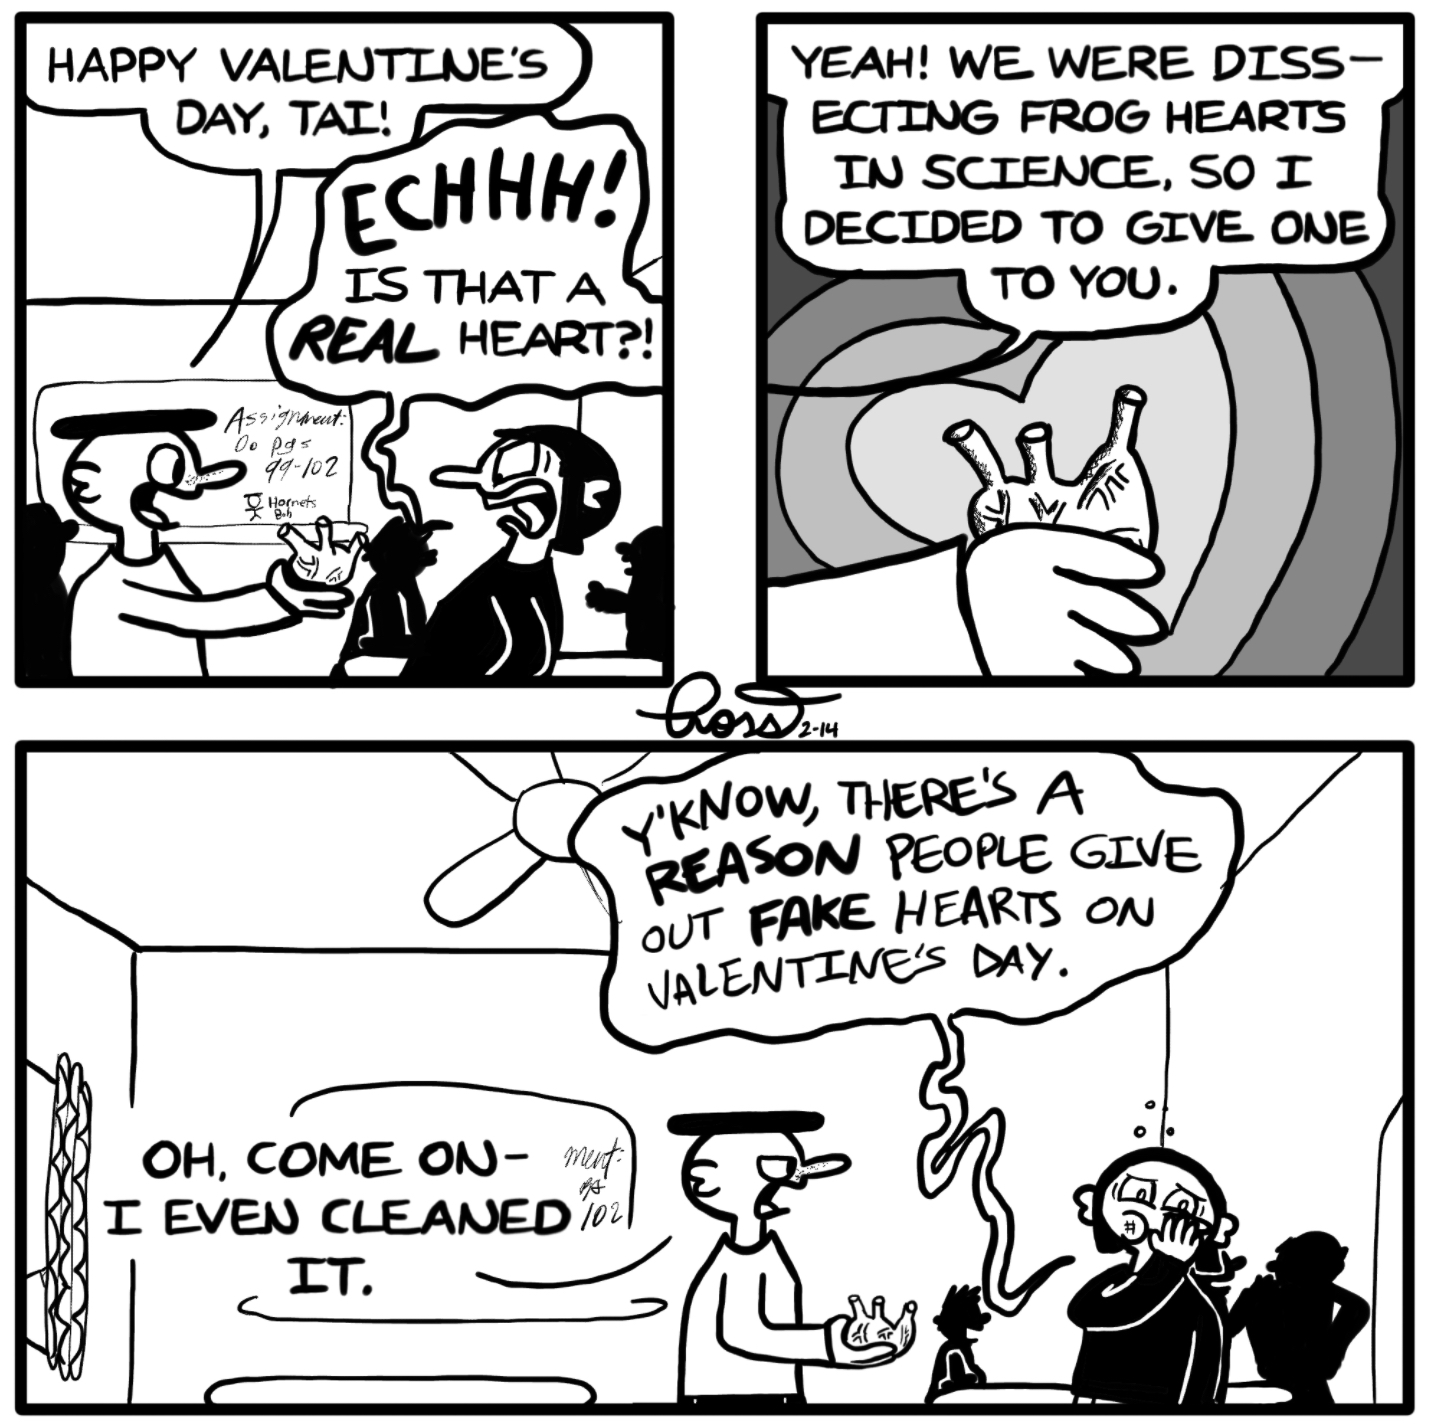 HAPPY VALENTINE'S
DAY, TAI!
ECHHH!
IS THAT A
REAL HEART?!
Assignment:
Do pgs
99-102
Hornets
Bob
YEAH! WE WERE DISS-
ECTING FROG HEARTS
IN SCIENCE, SO I
DECIDED TO GIVE ONE
TO YOU.
Ross 2-14
Y'KNOW, THERE'S A
REASON PEOPLE GIVE
OUT FAKE HEARTS ON
VALENTINE'S DAY.
OH, COME ON-
I EVEN CLEANED
IT.
ment:
102